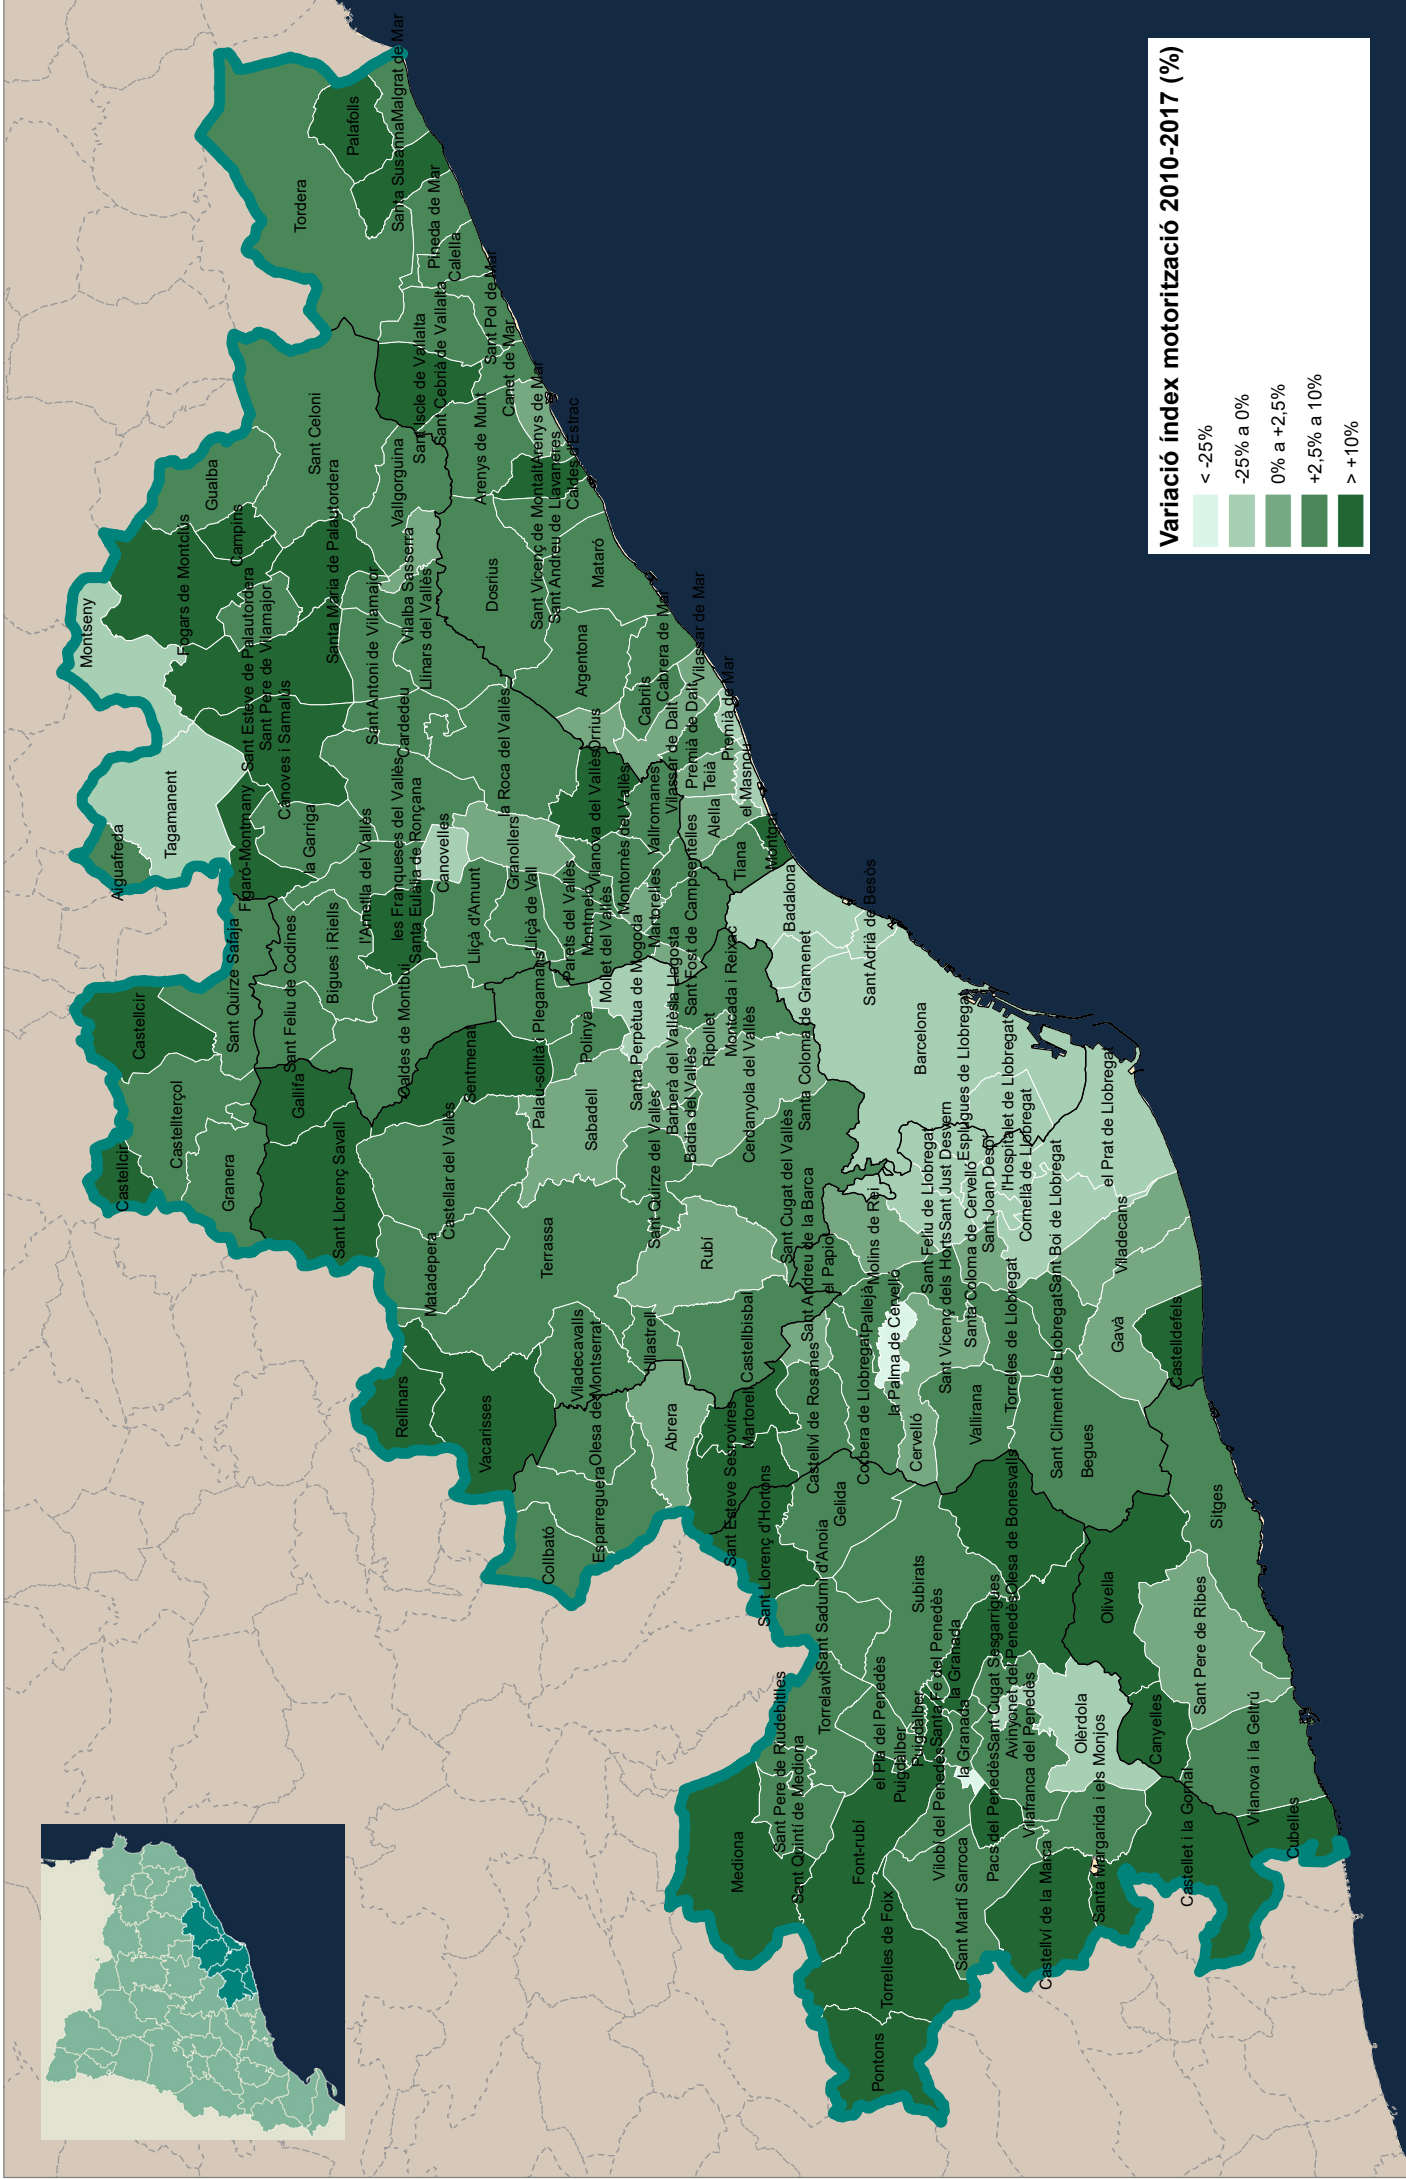 Variació índex motorització 2010-2017 (%)
< -25%
-25% a 0%
0% a +2,5%
+2,5% a 10%
> +10%
Montseny
Aiguafreda
Tagamanent
Castellcir
Castellcir
Castellterçol
Granera
Sant Quirze Safaja
Figaró-Montmany
Fogars de Montclús
Gualba
Campins
Sant Esteve de Palautordera
Sant Pere de Vilamajor
Cànoves i Samalús
la Garriga
Sant Celoni
Santa Maria de Palautordera
Tordera
Palafolls
Malgrat de Mar
Santa Susanna
Pineda de Mar
Calella
Sant Pol de Mar
Canet de Mar
Sant Iscle de Vallalta
Sant Cebrià de Vallalta
Arenys de Munt
Arenys de Mar
Sant Vicenç de Montalt
Sant Andreu de Llavaneres
Caldes d'Estrac
Mataró
Dosrius
Argentona
Vallgorguina
Vilalba Sasserra
Llinars del Vallès
Sant Antoni de Vilamajor
Cardedeu
la Roca del Vallès
les Franqueses del Vallès
l'Ametlla del Vallès
Santa Eulàlia de Ronçana
Canovelles
Granollers
Lliçà d'Amunt
Lliçà de Vall
Bigues i Riells
Sant Feliu de Codines
Caldes de Montbui
Gallifa
Sant Llorenç Savall
Sentmenat
Castellar del Vallès
Matadepera
Terrassa
Rellinars
Vacarisses
Viladecavalls
Ullastrell
Olesa de Montserrat
Esparreguera
Collbató
Abrera
Martorell
Castellbisbal
Rubí
Sabadell
Polinyà
Palau-solità i Plegamans
Parets del Vallès
Montmeló
Mollet del Vallès
Montornès del Vallès
Vilanova del Vallès
Òrrius
Cabrils
Cabrera de Mar
Vilassar de Mar
Vilassar de Dalt
Premià de Dalt
Premià de Mar
Teià
el Masnou
Alella
Tiana
Montgat
Vallromanes
Martorelles
Sant Fost de Campsentelles
la Llagosta
Santa Perpètua de Mogoda
Barberà del Vallès
Badia del Vallès
Ripollet
Montcada i Reixac
Cerdanyola del Vallès
Sant Quirze del Vallès
Sant Cugat del Vallès
Santa Coloma de Gramenet
Badalona
Sant Adrià de Besòs
Barcelona
Esplugues de Llobregat
l'Hospitalet de Llobregat
Cornellà de Llobregat
Sant Just Desvern
Sant Joan Despí
Sant Feliu de Llobregat
Sant Vicenç dels Horts
Santa Coloma de Cervelló
Molins de Rei
el Papiol
Sant Andreu de la Barca
Pallejà
la Palma de Cervelló
Corbera de Llobregat
Castellví de Rosanes
Cervelló
Vallirana
Torrelles de Llobregat
Sant Boi de Llobregat
Sant Climent de Llobregat
el Prat de Llobregat
Viladecans
Gavà
Castelldefels
Begues
Sant Esteve Sesrovires
Sant Llorenç d'Hortons
Gelida
Sant Sadurní d'Anoia
Subirats
Torrelavit
Sant Pere de Riudebitlles
Sant Quintí de Mediona
Mediona
Font-rubí
Torrelles de Foix
Pontons
el Pla del Penedès
Puigdàlber
Puigdàlber
Santa Fe del Penedès
la Granada
la Granada
Vilobí del Penedès
Sant Martí Sarroca
Pacs del Penedès
Vilafranca del Penedès
Sant Cugat Sesgarrigues
Avinyonet del Penedès
Olesa de Bonesvalls
Olèrdola
Santa Margarida i els Monjos
Castellví de la Marca
Castellet i la Gornal
Canyelles
Olivella
Sitges
Sant Pere de Ribes
Vilanova i la Geltrú
Cubelles